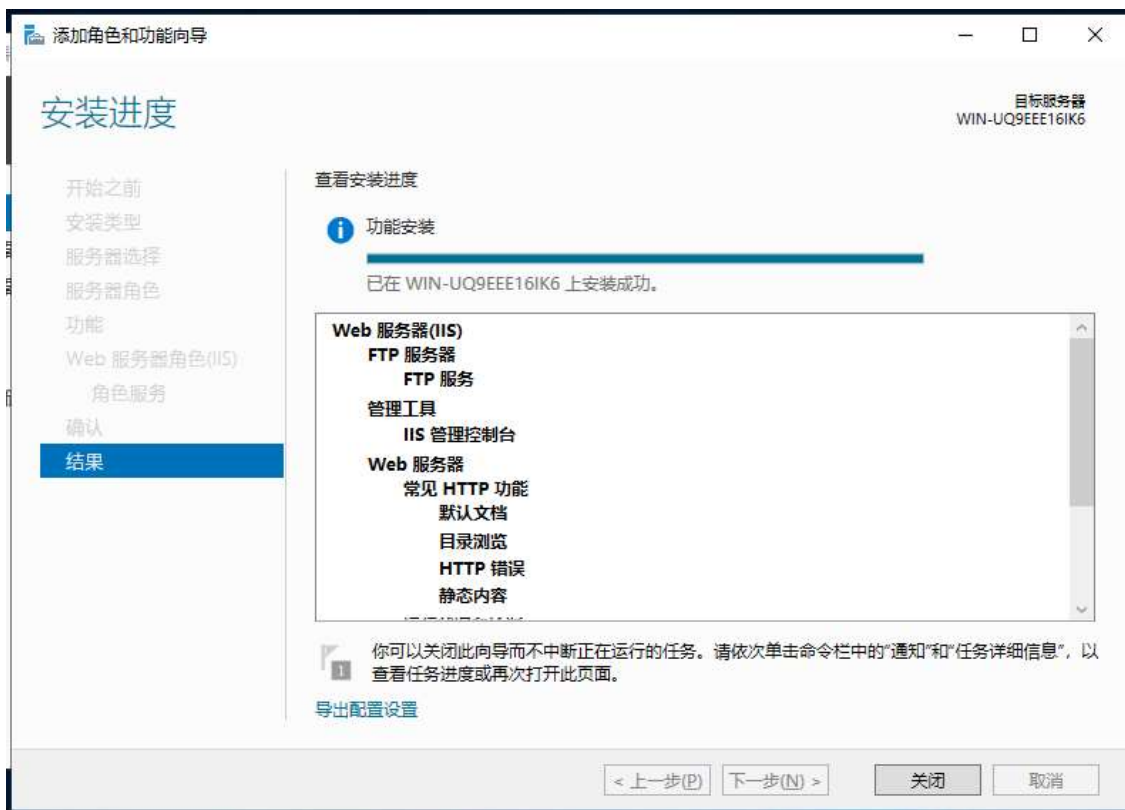 添加角色和功能向导
安装进度
目标服务器
WIN-UQ9EEE16IK6
开始之前
安装类型
服务器选择
服务器角色
功能
Web 服务器角色(IIS)
角色服务
确认
结果
查看安装进度
功能安装
已在 WIN-UQ9EEE16IK6 上安装成功。
Web 服务器(IIS)
FTP 服务器
FTP 服务
管理工具
IIS 管理控制台
Web 服务器
常见 HTTP 功能
默认文档
目录浏览
HTTP 错误
静态内容
1
你可以关闭此向导而不中断正在运行的任务。请依次单击命令栏中的"通知"和"任务详细信息"，以
查看任务进度或再次打开此页面。
导出配置设置
< 上一步(P)
下一步(N) >
关闭
取消